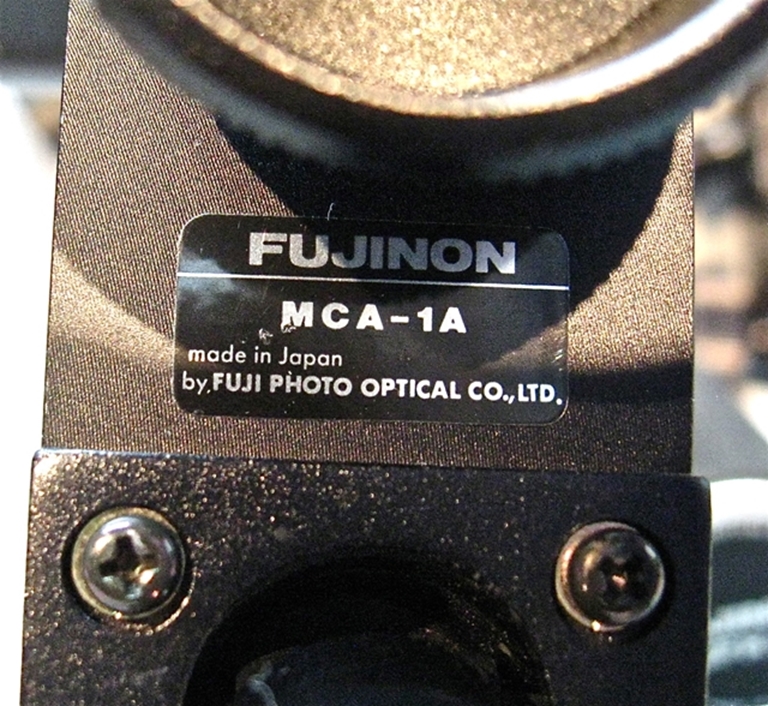 FUJINON
MCA-1A
made in Japan
by FUJI PHOTO OPTICAL CO., LTD.